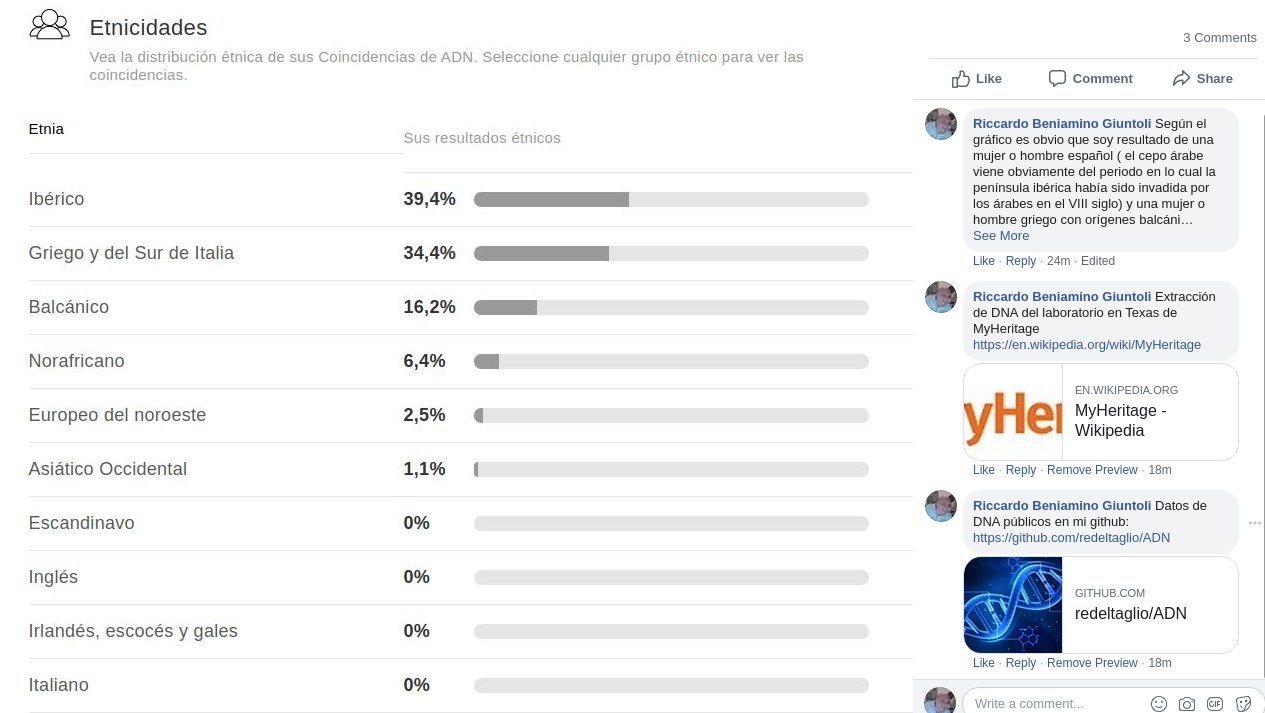 Etnicidades
Vea la distribución étnica de sus Coincidencias de ADN. Seleccione cualquier grupo étnico para ver las
coincidencias.
Etnia
Sus resultados étnicos
Ibérico 39,4%
Griego y del Sur de Italia 34,4%
Balcánico 16,2%
Norafricano 6,4%
Europeo del noroeste 2,5%
Asiático Occidental 1,1%
Escandinavo 0%
Inglés 0%
Irlandés, escocés y gales 0%
Italiano 0%
3 Comments
Like Comment Share
Riccardo Beniamino Giuntoli Según el
gráfico es obvio que soy resultado de una
mujer o hombre español ( el cepo árabe
viene obviamente del periodo en lo cual la
península ibérica había sido invadida por
los árabes en el VIII siglo) y una mujer o
hombre griego con orígenes balcáni…
See More
Like · Reply · 24m · Edited
Riccardo Beniamino Giuntoli Extracción
de DNA del laboratorio en Texas de
MyHeritage
https://en.wikipedia.org/wiki/MyHeritage
yHer
EN.WIKIPEDIA.ORG
MyHeritage -
Wikipedia
Like · Reply · Remove Preview · 18m
Riccardo Beniamino Giuntoli Datos de
DNA públicos en mi github:
https://github.com/redeltaglio/ADN
GITHUB.COM
redeltaglio/ADN
Like · Reply · Remove Preview · 18m
Write a comment...
GIF